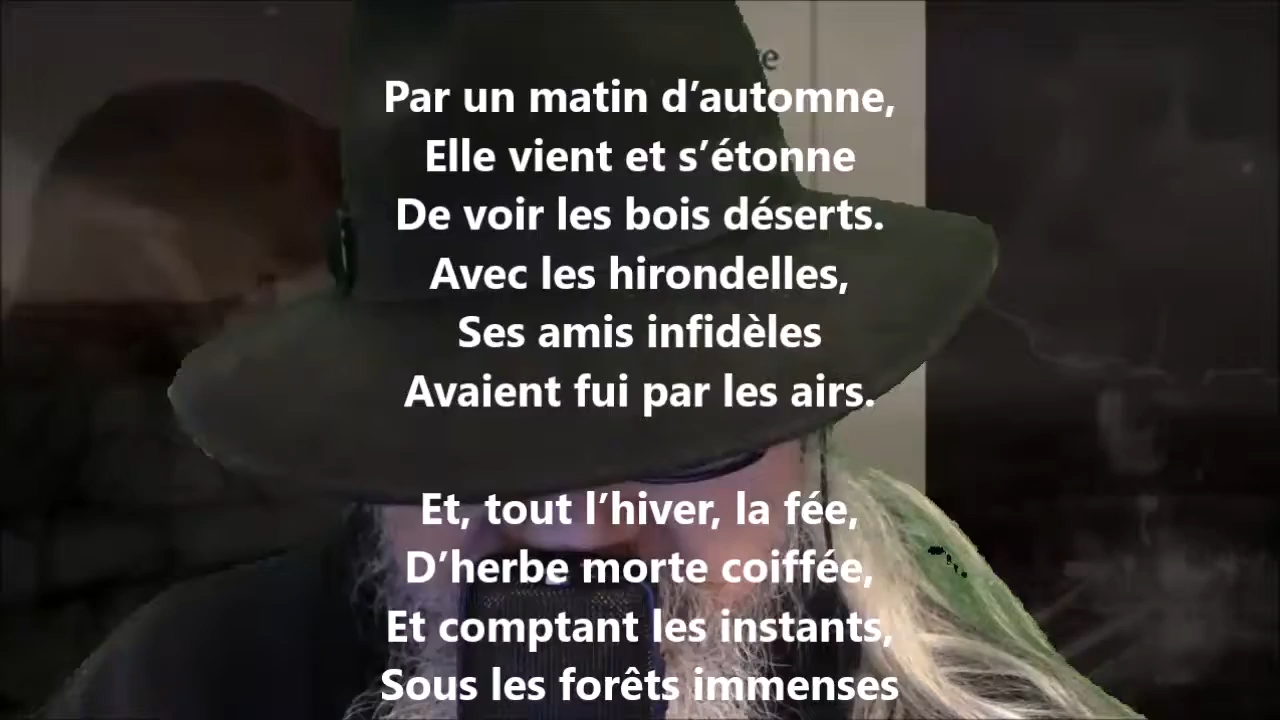 Par un matin d’automne,
Elle vient et s’étonne
De voir les bois déserts.
Avec les hirondelles,
Ses amis infidèles
Avaient fui par les airs.
Et, tout l’hiver, la fée,
D’herbe morte coiffée,
Et comptant les instants,
Sous les forêts immenses